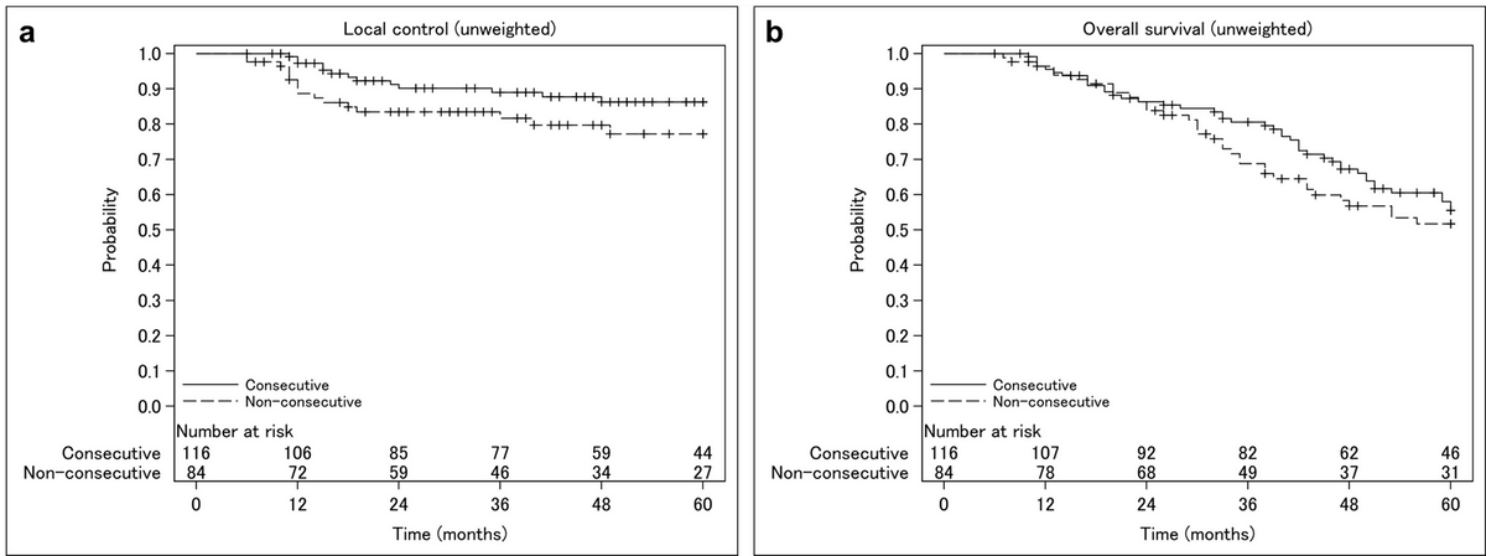 a
Local control (unweighted)
1.0
0.9
0.8
0.7
0.6
0.5
0.4
0.3
0.2
0.1
0.0
Probability
Consecutive
Non-consecutive
Number at risk
Consecutive 116 106 85 77 59 44
Non-consecutive 84 72 59 46 34 27
0 12 24 36 48 60
Time (months)
b
Overall survival (unweighted)
1.0
0.9
0.8
0.7
0.6
0.5
0.4
0.3
0.2
0.1
0.0
Probability
Consecutive
Non-consecutive
Number at risk
Consecutive 116 107 92 82 62 46
Non-consecutive 84 78 68 49 37 31
0 12 24 36 48 60
Time (months)